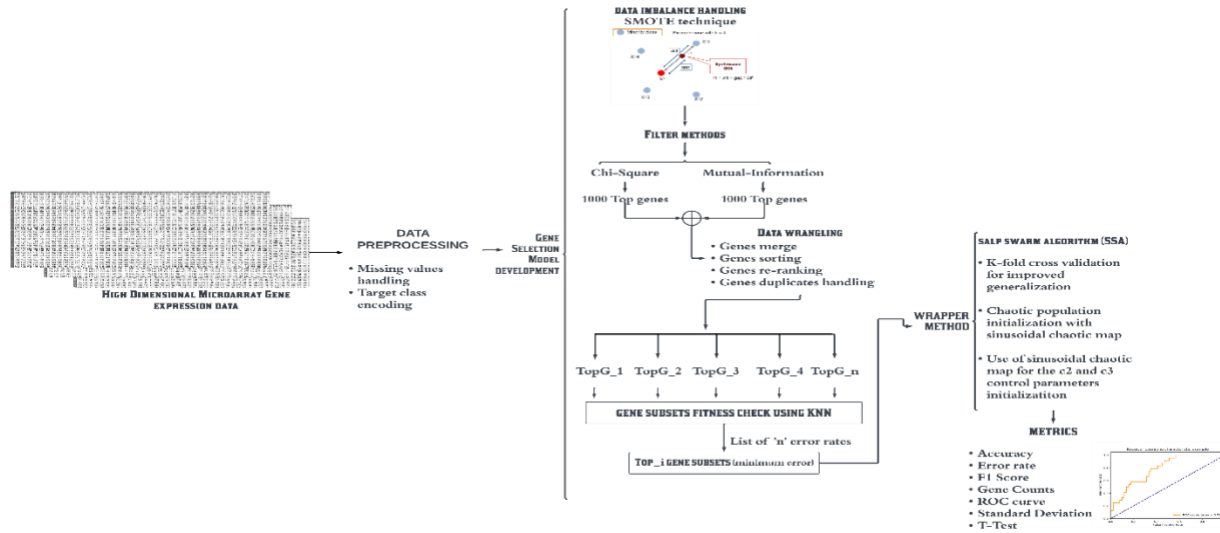 DATA IMBALANCE HANDLING
SMOTE technique
FILTER METHODS
Chi-Square
Mutual-Information
1000 Top genes
1000 Top genes
DATA WRANGLING
• Genes merge
• Genes sorting
• Genes re-ranking
• Genes duplicates handling
HIGH DIMENSIONAL MICROARRAY GENE
EXPRESSION DATA
DATA
PREPROCESSING
• Missing values
handling
• Target class
encoding
GENE
SELECTION
MODEL
DEVELOPMENT
TopG_1
TopG_2
TopG_3
TopG_4
TopG_n
GENE SUBSETS FITNESS CHECK USING KNN
List of 'n' error rates
TOP_i GENE SUBSETS (minimum error)
WRAPPER
METHOD
SALP SWARM ALGORITHM (SSA)
• K-fold cross validation
for improved
generalization
• Chaotic population
initialization with
sinusoidal chaotic map
• Use of sinusoidal chaotic
map for the c2 and c3
control parameters
METRICS
• Accuracy
• Error rate
• F1 Score
• Gene Counts
• ROC curve
• Standard Deviation
• T-Test